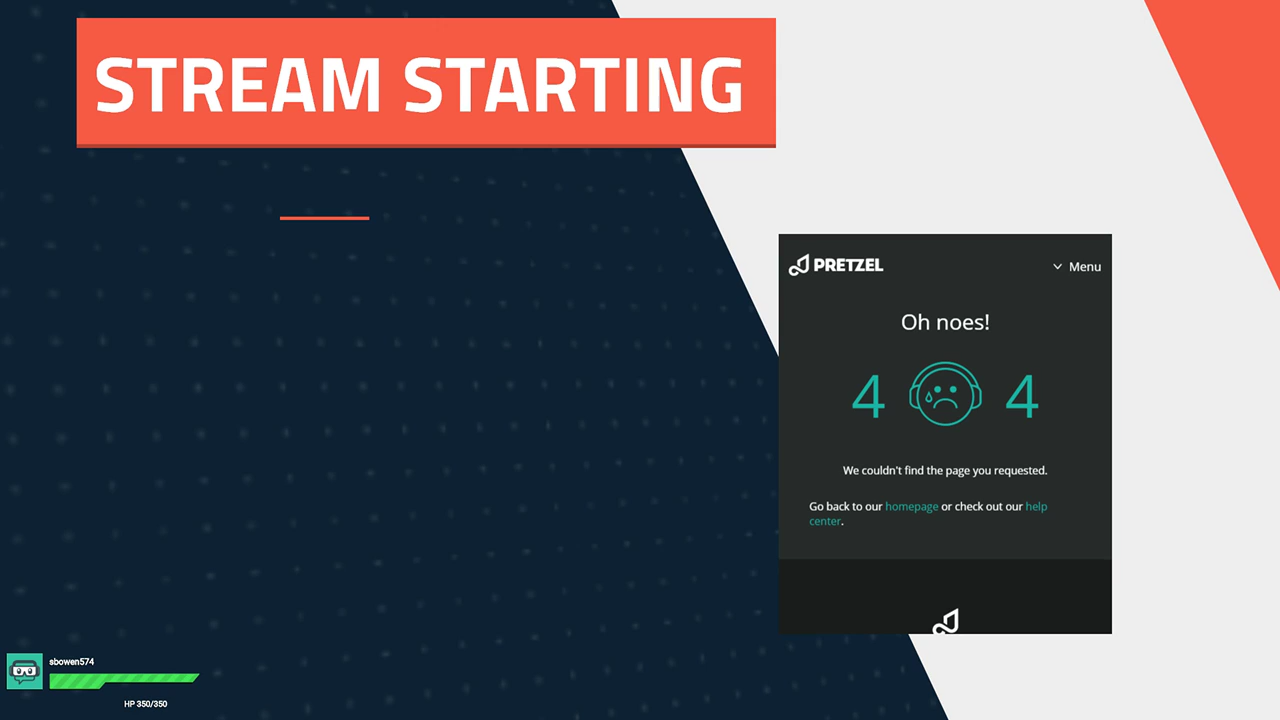 STREAM STARTING
PRETZEL
Menu
Oh noes!
4 4
We couldn't find the page you requested.
Go back to our homepage or check out our help
center.
sbowen574
HP 350/350